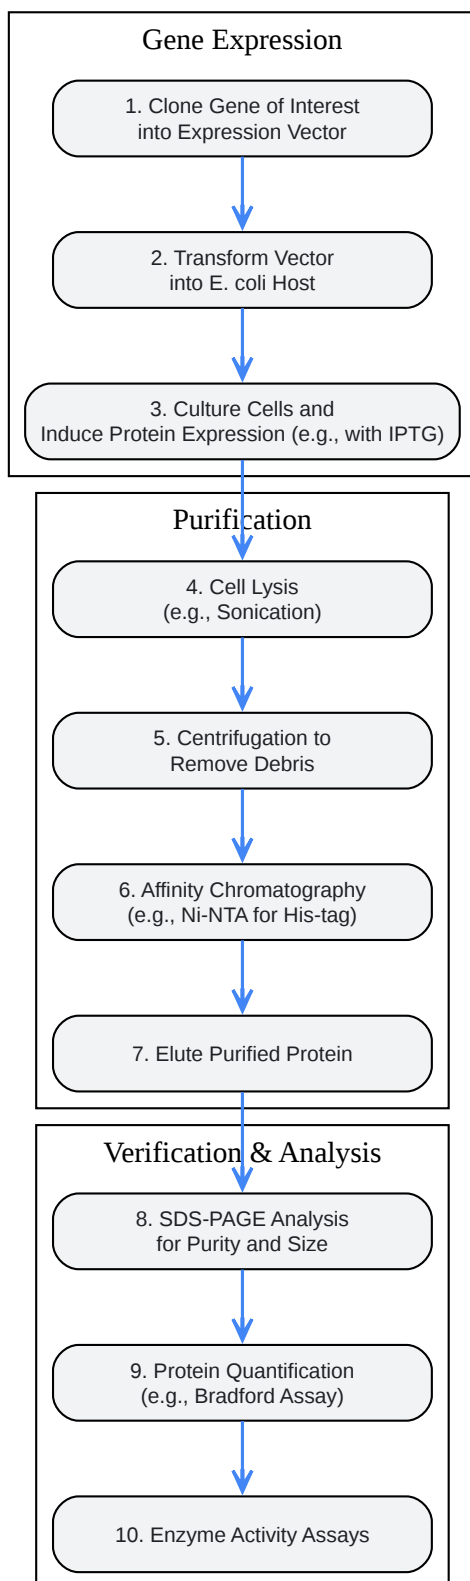 Gene Expression
1. Clone Gene of Interest
into Expression Vector
2. Transform Vector
into E. coli Host
3. Culture Cells and
Induce Protein Expression (e.g., with IPTG)
Purification
4. Cell Lysis
(e.g., Sonication)
5. Centrifugation to
Remove Debris
6. Affinity Chromatography
(e.g., Ni-NTA for His-tag)
7. Elute Purified Protein
Verification & Analysis
8. SDS-PAGE Analysis
for Purity and Size
9. Protein Quantification
(e.g., Bradford Assay)
10. Enzyme Activity Assays